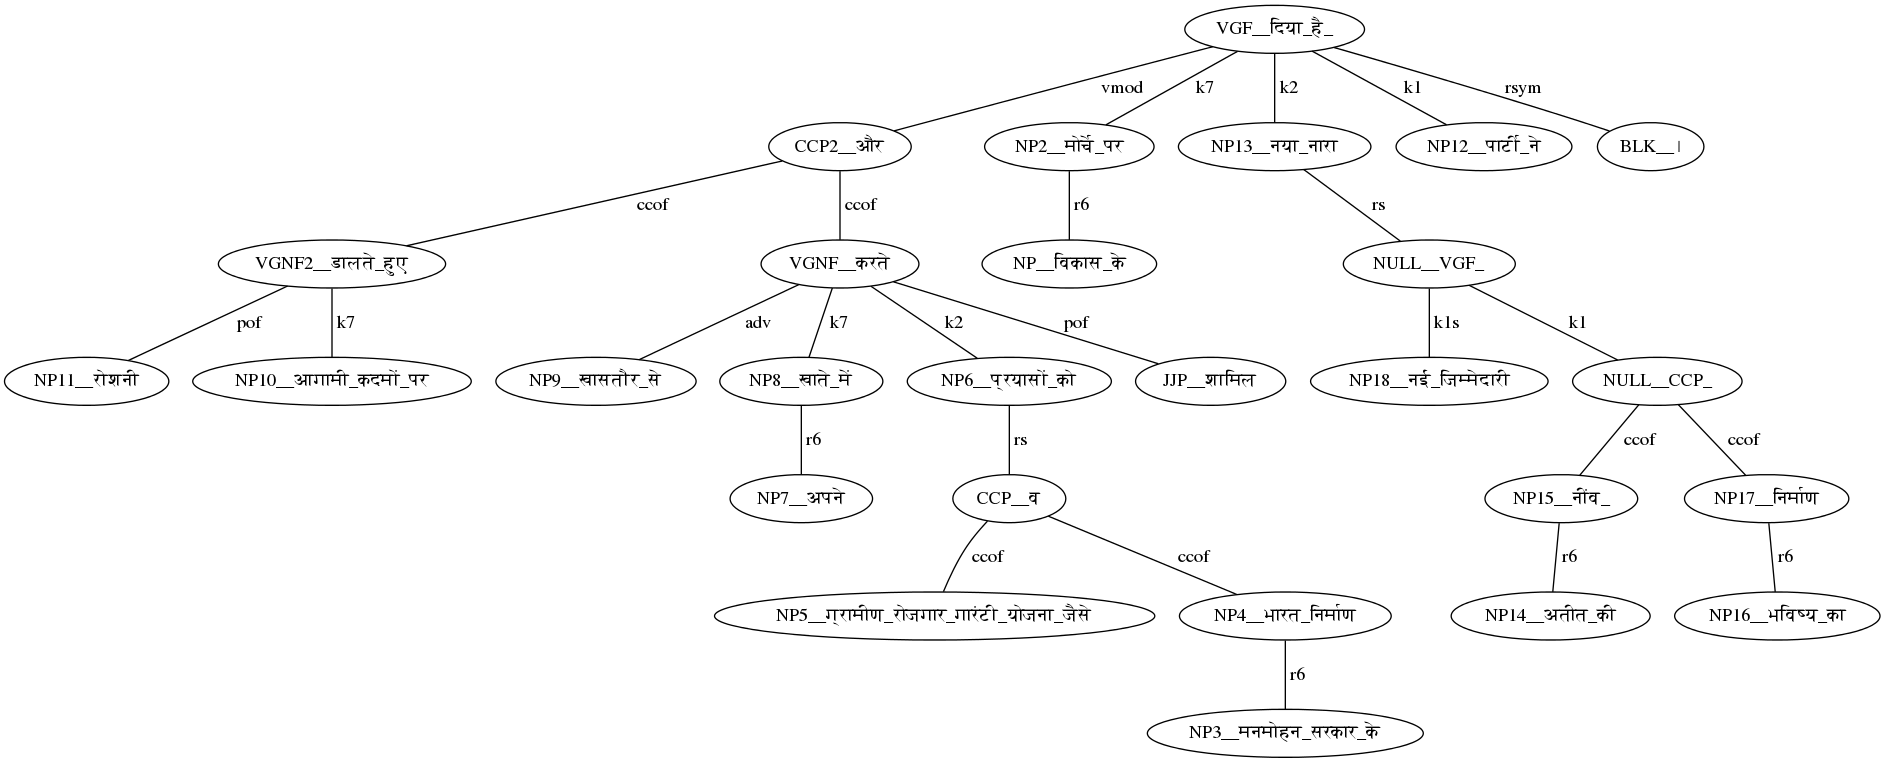 VGF__दिया_है_
vmod k7 k2 k1 rsym
CCP2__और NP2__मोर्चे_पर NP13__नया_नारा NP12__पार्टी_ने BLK__।
ccof ccof r6 rs
VGNF2__डालते_हुए VGNF__करते NP__विकास_के NULL__VGF_
pof k7 adv k7 k2 pof k1s k1
NP11__रोशनी NP10__आगामी_कदमों_पर NP9__खासतौर_से NP8__खाते_में NP6__प्रयासों_को JJP__शामिल NP18__नई_जिम्मेदारी NULL__CCP_
r6 rs ccof ccof
NP7__अपने CCP__व NP15__नींव_ NP17__निर्माण
ccof ccof r6 r6
NP5__ग्रामीण_रोजगार_गारंटी_योजना_जैसे NP4__भारत_निर्माण NP14__अतीत_की NP16__भविष्य_का
r6
NP3__मनमोहन_सरकार_के